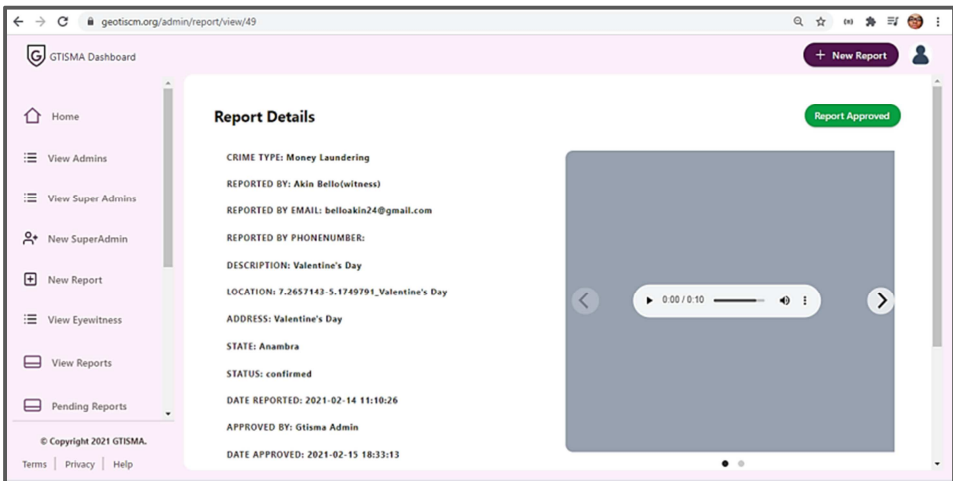 geotiscm.org/admin/report/view/49
G GTISMA Dashboard
+ New Report
Home
View Admins
View Super Admins
New SuperAdmin
New Report
View Eyewitness
View Reports
Pending Reports
© Copyright 2021 GTISMA.
Terms | Privacy | Help
Report Details
Report Approved
CRIME TYPE: Money Laundering
REPORTED BY: Akin Bello(witness)
REPORTED BY EMAIL: belloakin24@gmail.com
REPORTED BY PHONENUMBER:
DESCRIPTION: Valentine's Day
LOCATION: 7.2657143-5.1749791_Valentine's Day
ADDRESS: Valentine's Day
STATE: Anambra
STATUS: confirmed
DATE REPORTED: 2021-02-14 11:10:26
APPROVED BY: Gtisma Admin
DATE APPROVED: 2021-02-15 18:33:13
0:00 / 0:10